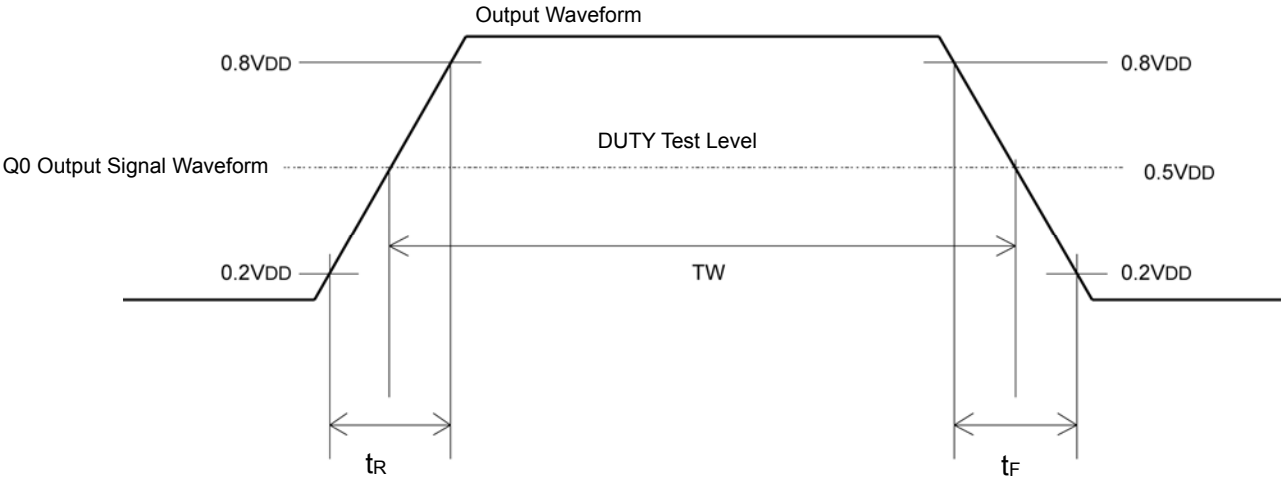 Output Waveform
0.8VDD
0.8VDD
DUTY Test Level
Q0 Output Signal Waveform
0.5VDD
0.2VDD
TW
0.2VDD
tR
tF